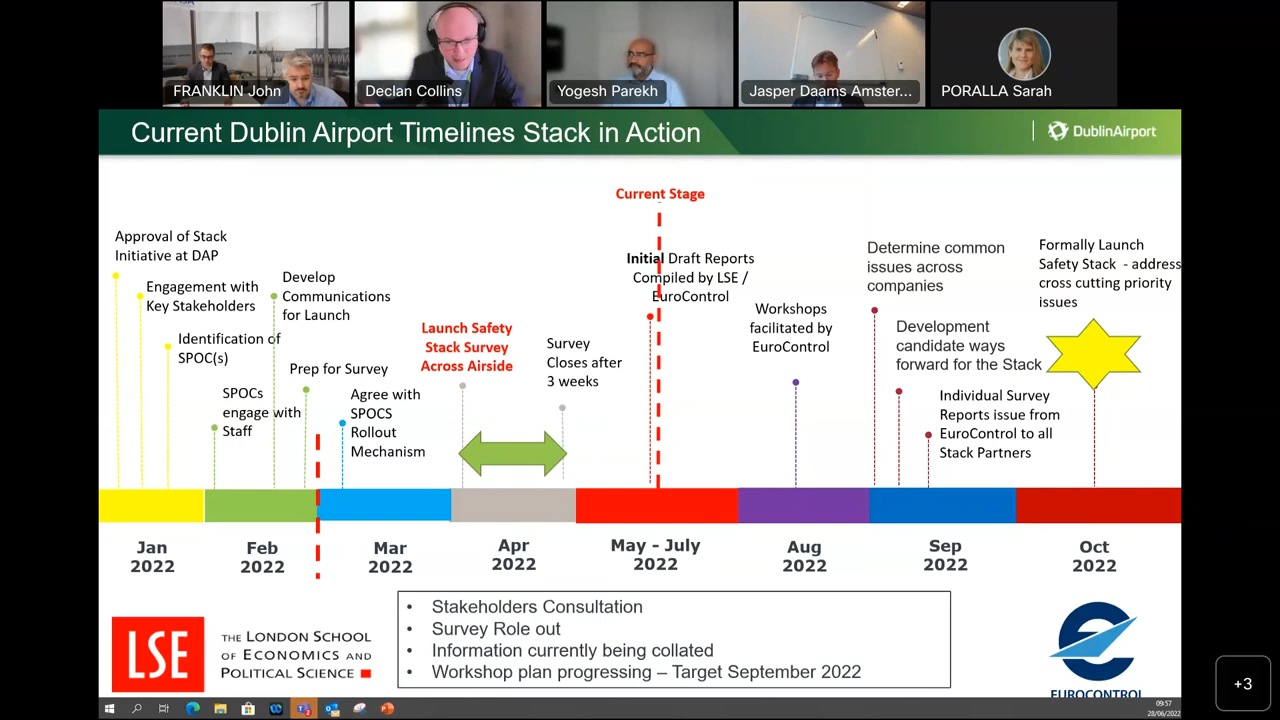 FRANKLIN John
Declan Collins
Yogesh Parekh
Jasper Daams Amster...
PORALLA Sarah
Current Dublin Airport Timelines Stack in Action
DublinAirport
Current Stage
Approval of Stack
Initiative at DAP
Engagement with
Key Stakeholders
Identification of
SPOC(s)
SPOCs
engage with
Staff
Develop
Communications
for Launch
Prep for Survey
Agree with
SPOCS
Rollout
Mechanism
Launch Safety
Stack Survey
Across Airside
Survey
Closes after
3 weeks
Initial Draft Reports
Compiled by LSE /
EuroControl
Workshops
facilitated by
EuroControl
Determine common
issues across
companies
Development
candidate ways
forward for the Stack
Individual Survey
Reports issue from
EuroControl to all
Stack Partners
Formally Launch
Safety Stack - address
cross cutting priority
issues
Jan
2022
Feb
2022
Mar
2022
Apr
2022
May - July
2022
Aug
2022
Sep
2022
Oct
2022
LSE
THE LONDON SCHOOL
OF ECONOMICS AND
POLITICAL SCIENCE
• Stakeholders Consultation
• Survey Role out
• Information currently being collated
• Workshop plan progressing – Target September 2022
EUROCONTROL
+3
09:57
28/06/2022